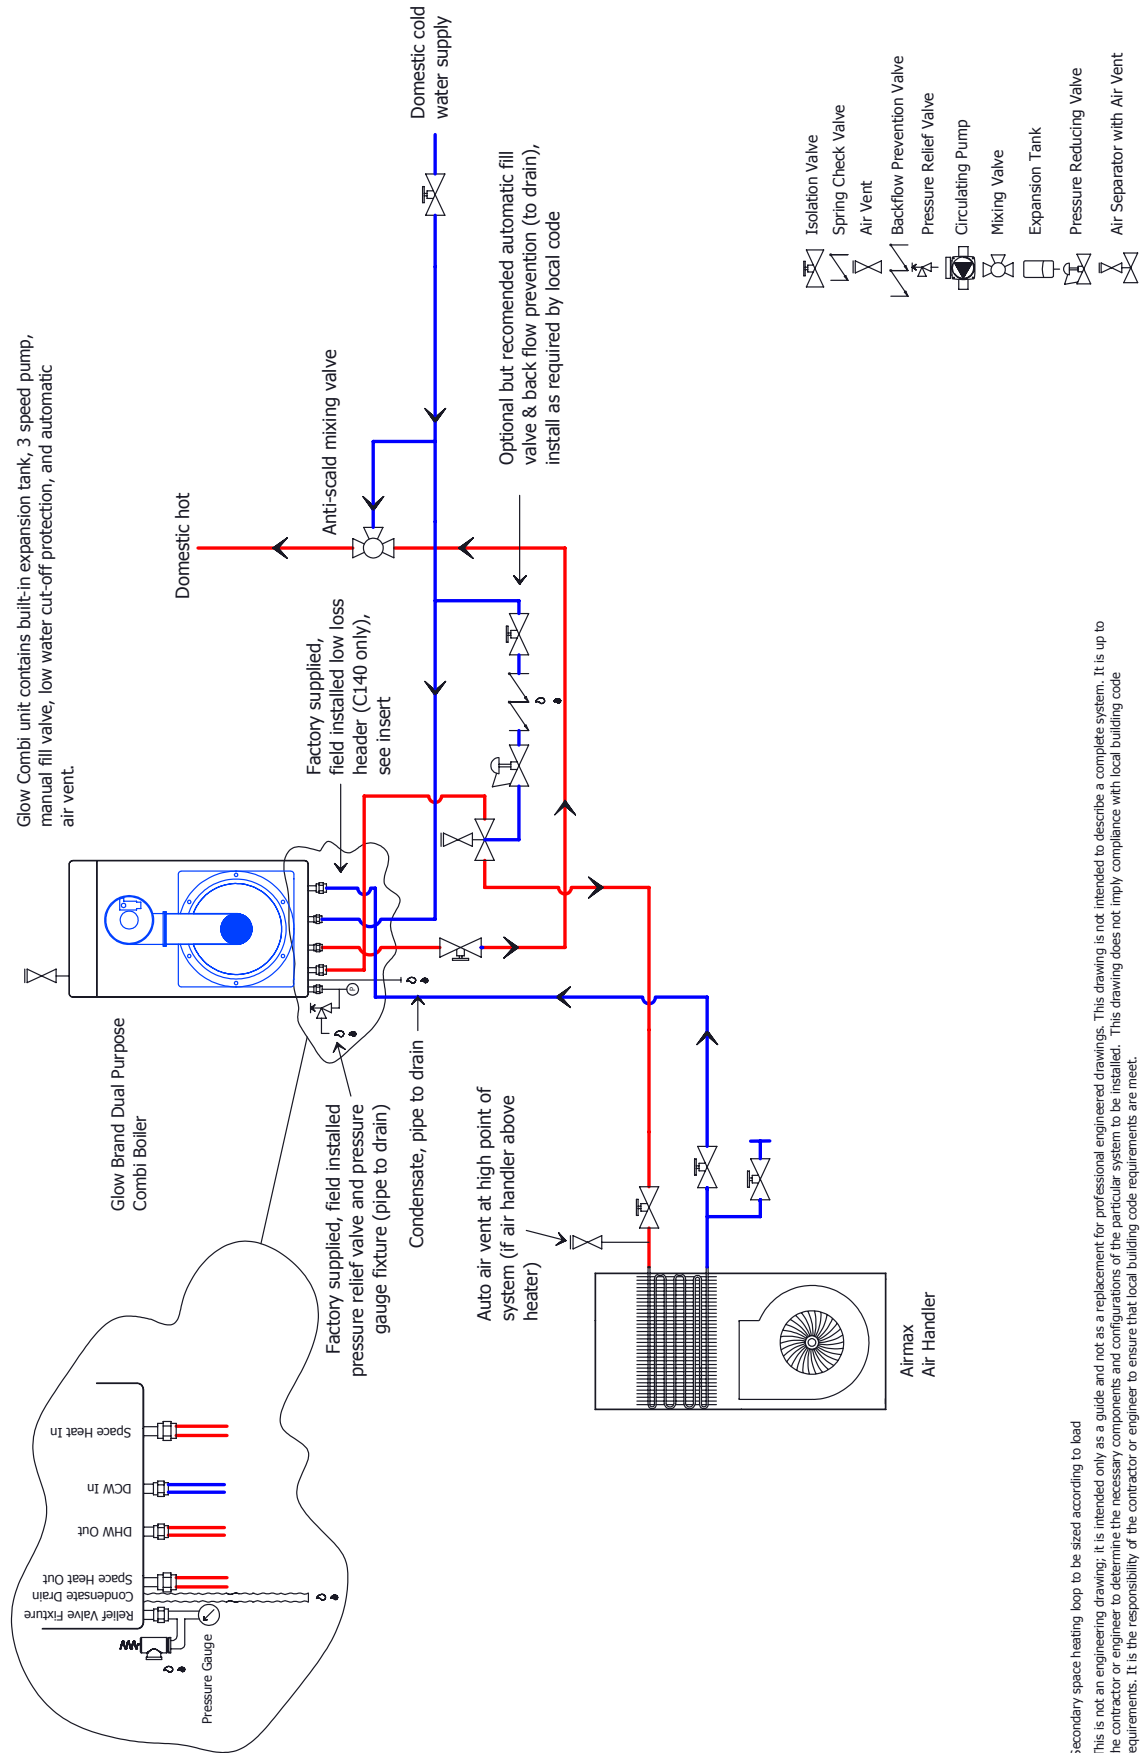 Glow Combi unit contains built-in expansion tank, 3 speed pump,
manual fill valve, low water cut-off protection, and automatic
air vent.
Glow Brand Dual Purpose
Combi Boiler
Relief Valve Fixture
Condensate Drain
Space Heat Out
DHW Out
DCW In
Space Heat In
Pressure Gauge
Factory supplied, field installed
pressure relief valve and pressure
gauge fixture (pipe to drain)
P
Condensate, pipe to drain
Factory supplied,
field installed low loss
header (C140 only),
see insert
Domestic hot
Anti-scald mixing valve
Domestic cold
water supply
Optional but recomended automatic fill
valve & back flow prevention (to drain),
install as required by local code
Auto air vent at high point of
system (if air handler above
heater)
Airmax
Air Handler
Isolation Valve
Spring Check Valve
Air Vent
Backflow Prevention Valve
Pressure Relief Valve
Circulating Pump
Mixing Valve
Expansion Tank
Pressure Reducing Valve
Air Separator with Air Vent
Secondary space heating loop to be sized according to load
This is not an engineering drawing; it is intended only as a guide and not as a replacement for professional engineered drawings. This drawing is not intended to describe a complete system. It is up to
the contractor or engineer to determine the necessary components and configurations of the particular system to be installed. This drawing does not imply compliance with local building code
requirements. It is the responsibility of the contractor or engineer to ensure that local building code requirements are meet.